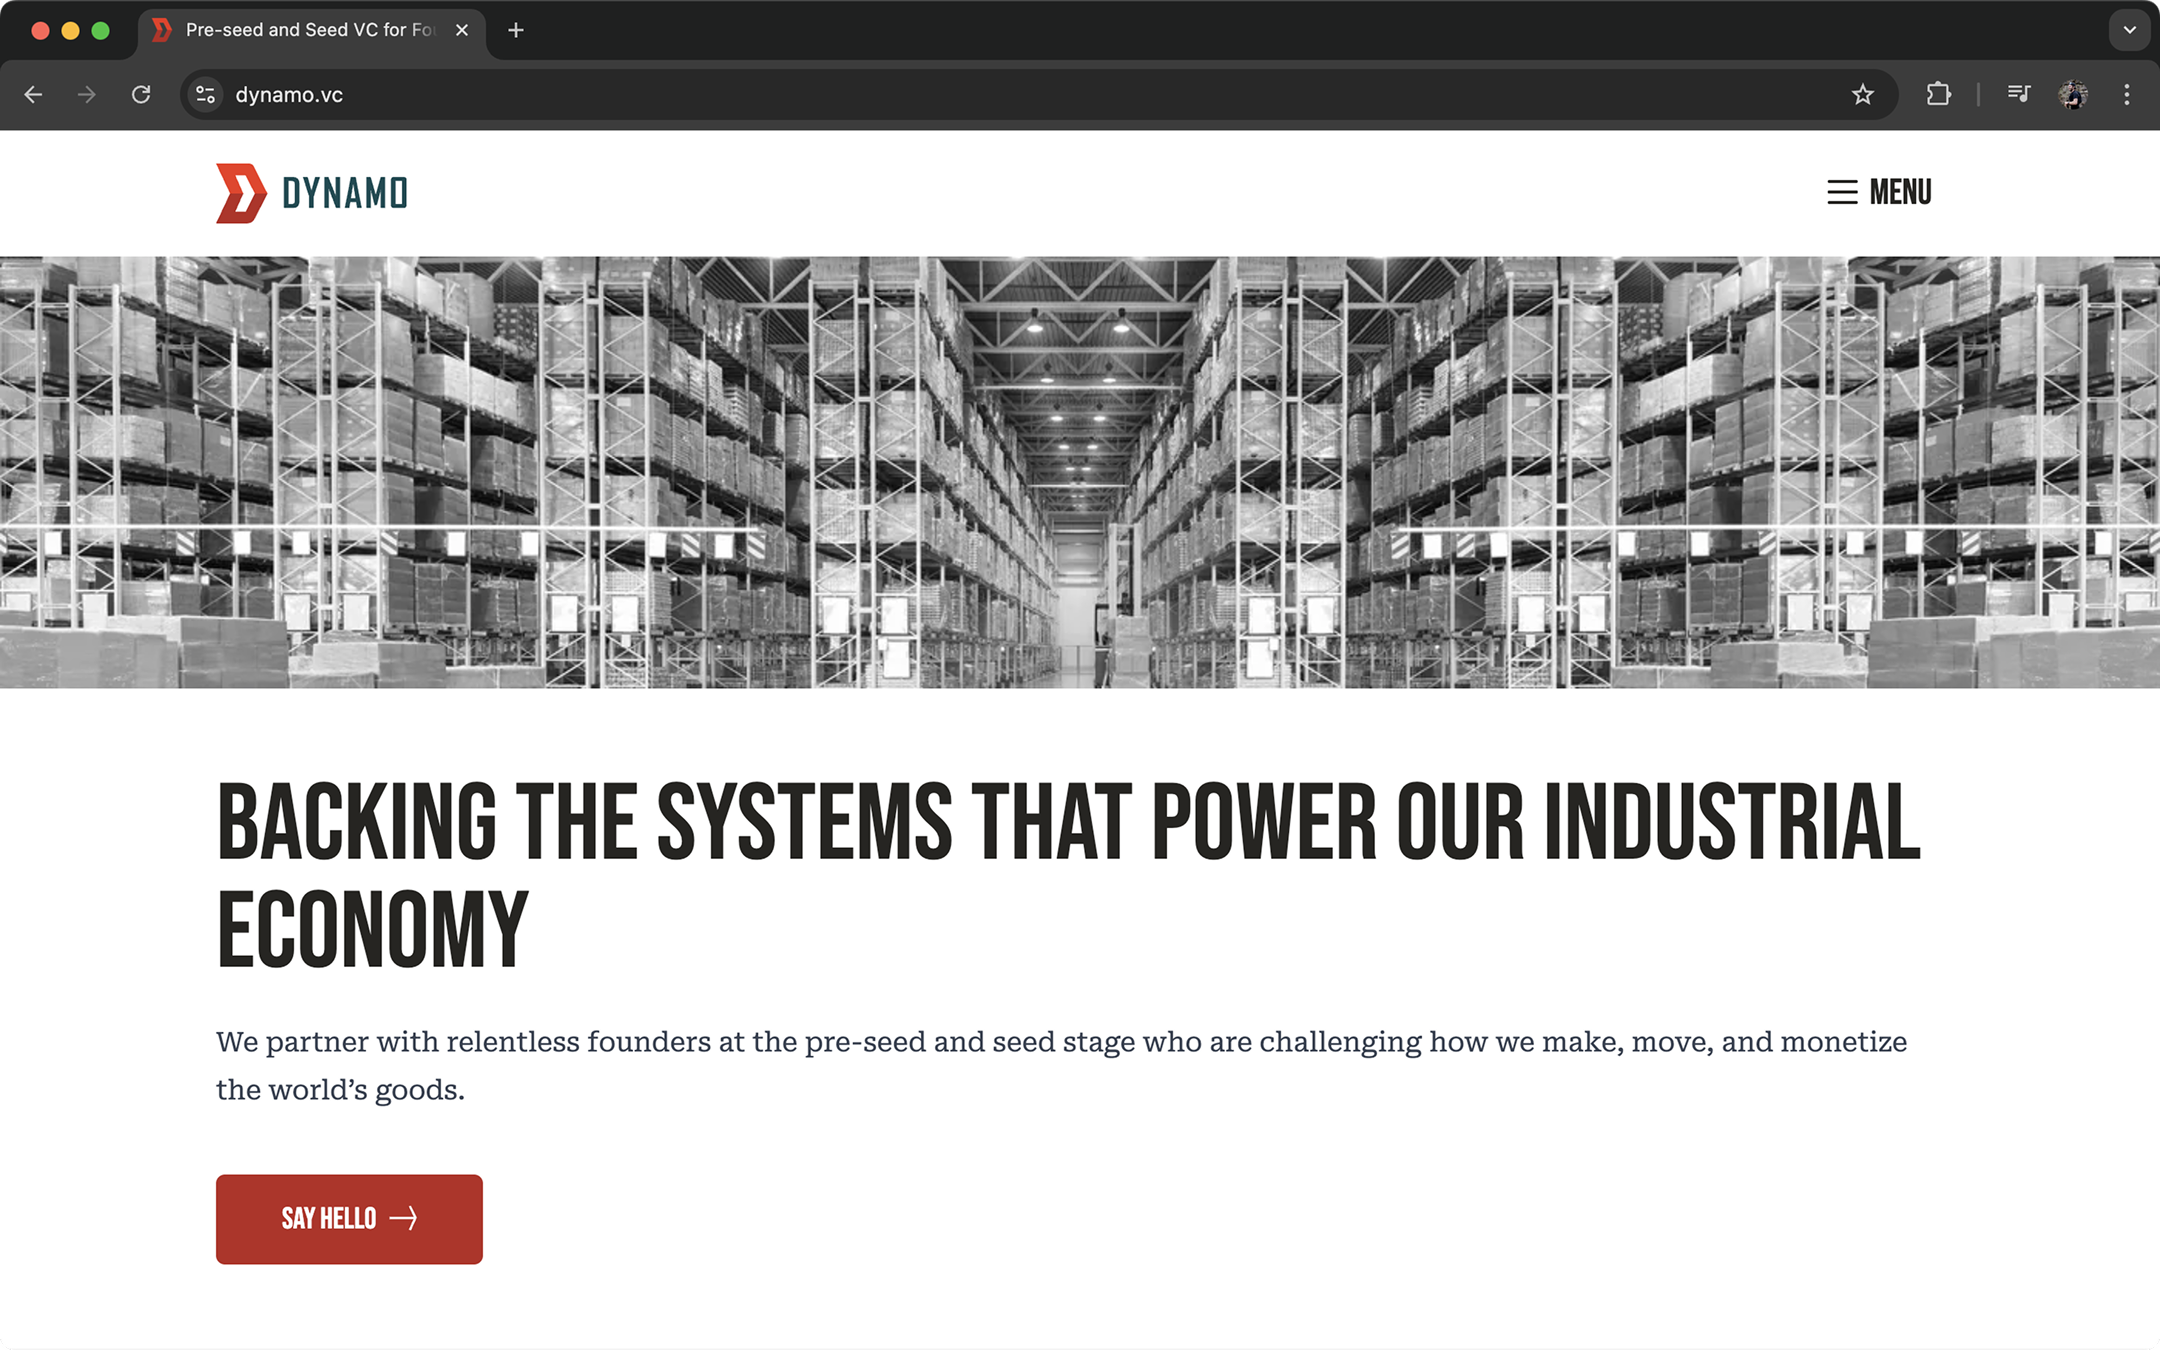 Pre-seed and Seed VC for Fou
dynamo.vc
DYNAMO
MENU
BACKING THE SYSTEMS THAT POWER OUR INDUSTRIAL
ECONOMY
We partner with relentless founders at the pre-seed and seed stage who are challenging how we make, move, and monetize
the world’s goods.
SAY HELLO